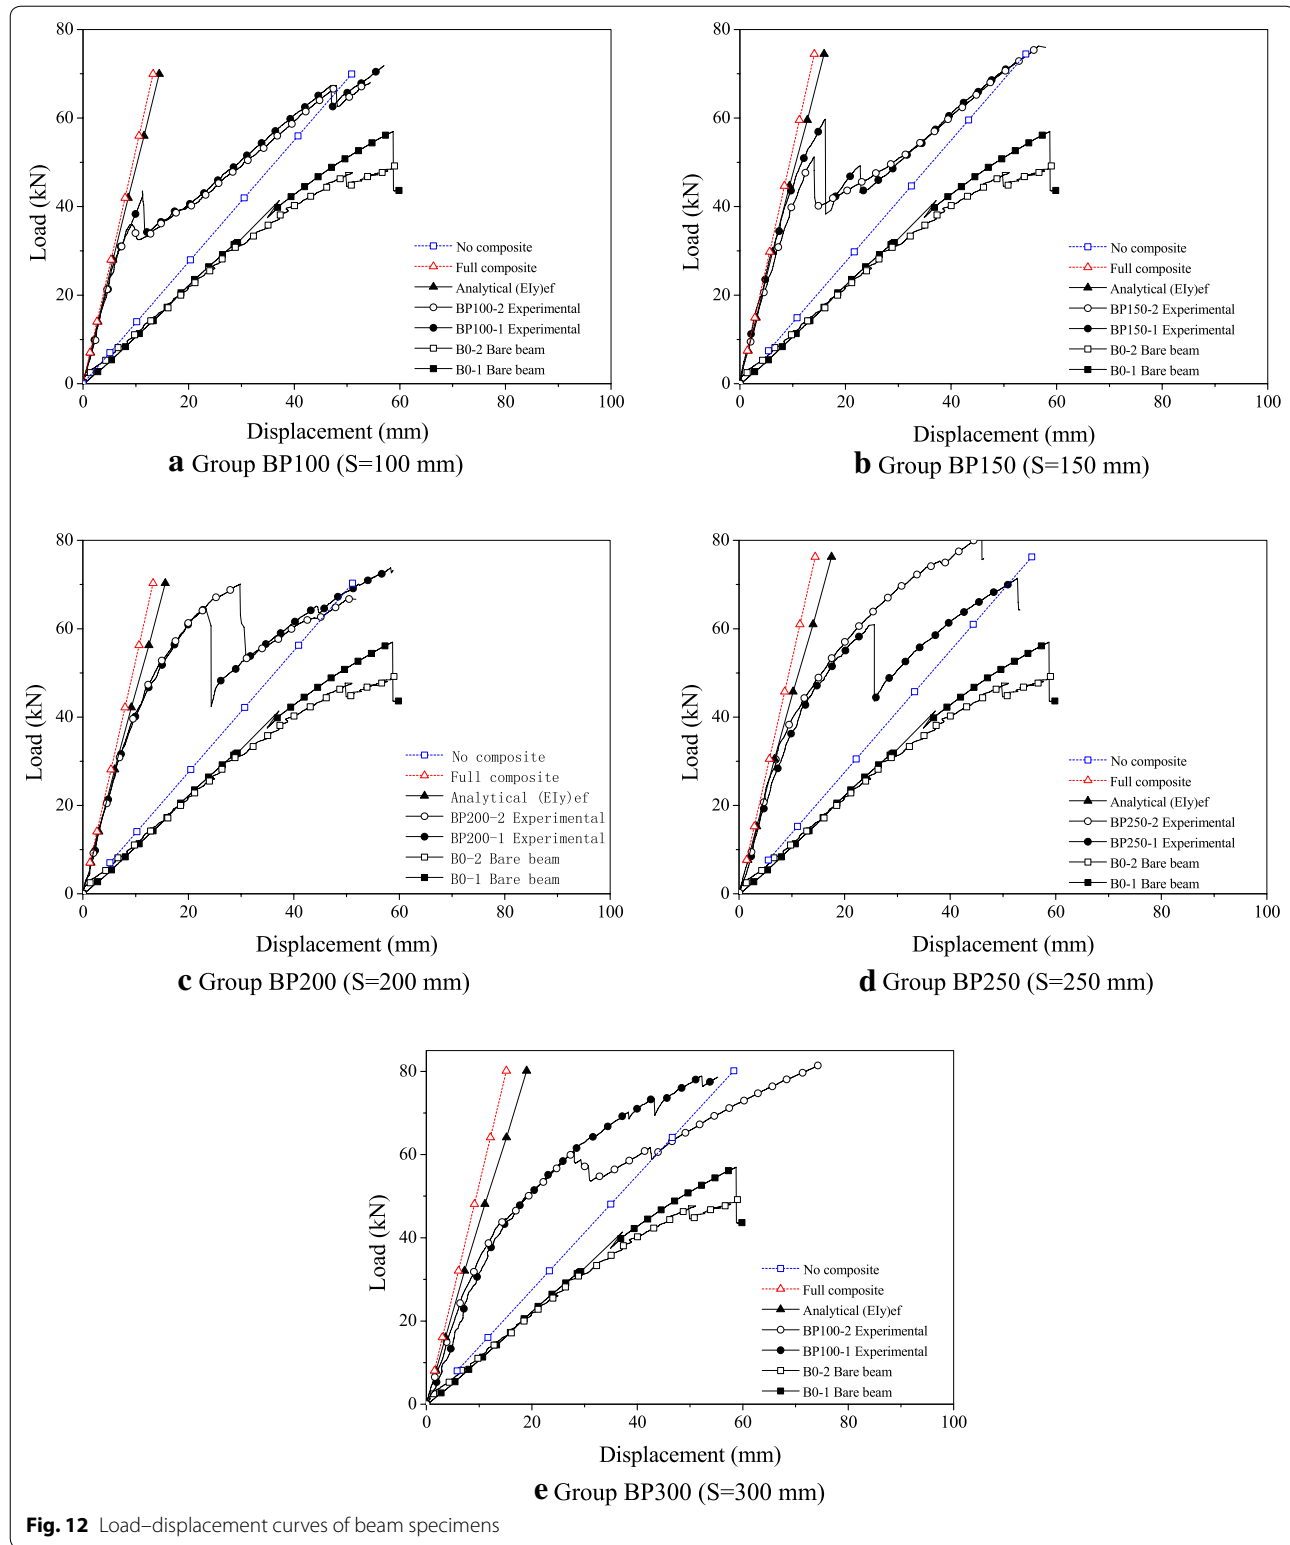 80
60
40
20
0
Load (kN)
No composite
Full composite
Analytical (EIy)ef
BP100-2 Experimental
BP100-1 Experimental
B0-2 Bare beam
B0-1 Bare beam
0 20 40 60 80 100
Displacement (mm)
a Group BP100 (S=100 mm)
80
60
40
20
0
Load (kN)
No composite
Full composite
Analytical (EIy)ef
BP150-2 Experimental
BP150-1 Experimental
B0-2 Bare beam
B0-1 Bare beam
0 20 40 60 80 100
Displacement (mm)
b Group BP150 (S=150 mm)
80
60
40
20
0
Load (kN)
No composite
Full composite
Analytical (EIy)ef
BP200-2 Experimental
BP200-1 Experimental
B0-2 Bare beam
B0-1 Bare beam
0 20 40 60 80 100
Displacement (mm)
c Group BP200 (S=200 mm)
80
60
40
20
0
Load (kN)
No composite
Full composite
Analytical (EIy)ef
BP250-2 Experimental
BP250-1 Experimental
B0-2 Bare beam
B0-1 Bare beam
0 20 40 60 80 100
Displacement (mm)
d Group BP250 (S=250 mm)
80
60
40
20
0
Load (kN)
No composite
Full composite
Analytical (EIy)ef
BP100-2 Experimental
BP100-1 Experimental
B0-2 Bare beam
B0-1 Bare beam
0 20 40 60 80 100
Displacement (mm)
e Group BP300 (S=300 mm)
Fig. 12 Load–displacement curves of beam specimens